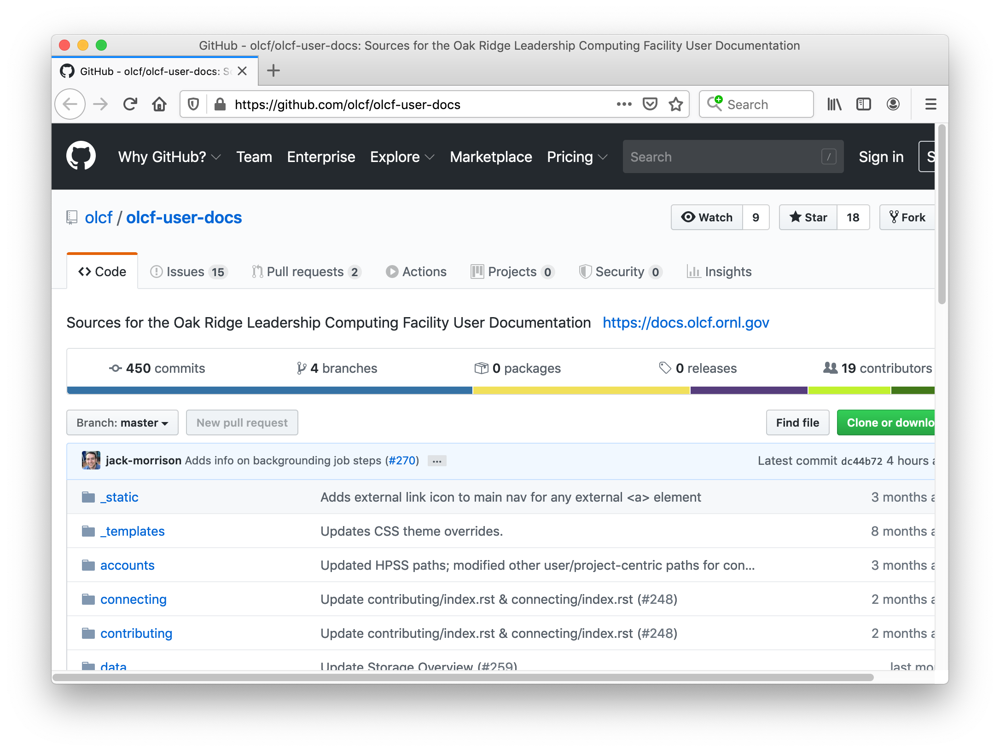 GitHub - olcf/olcf-user-docs: Sources for the Oak Ridge Leadership Computing Facility User Documentation
GitHub - olcf/olcf-user-docs: So
https://github.com/olcf/olcf-user-docs
Search
Why GitHub? Team Enterprise Explore Marketplace Pricing Search / Sign in S
olcf / olcf-user-docs
Watch 9 Star 18 Fork
Code Issues 15 Pull requests 2 Actions Projects 0 Security 0 Insights
Sources for the Oak Ridge Leadership Computing Facility User Documentation https://docs.olcf.ornl.gov
450 commits 4 branches 0 packages 0 releases 19 contributors
Branch: master New pull request Find file Clone or downlo
jack-morrison Adds info on backgrounding job steps (#270) ... Latest commit dc44b72 4 hours a
_static Adds external link icon to main nav for any external <a> element 3 months a
_templates Updates CSS theme overrides. 8 months a
accounts Updated HPSS paths; modified other user/project-centric paths for con... 3 months a
connecting Update contributing/index.rst & connecting/index.rst (#248) 2 months a
contributing Update contributing/index.rst & connecting/index.rst (#248) 2 months a
data Update Storage Overview (#259) last mo